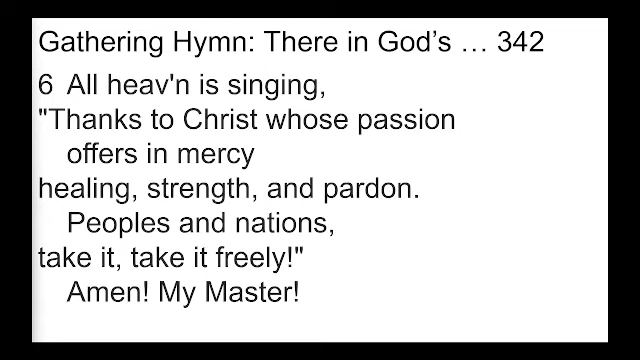 Gathering Hymn: There in God’s … 342
6 All heav'n is singing,
"Thanks to Christ whose passion
offers in mercy
healing, strength, and pardon.
Peoples and nations,
take it, take it freely!"
Amen! My Master!